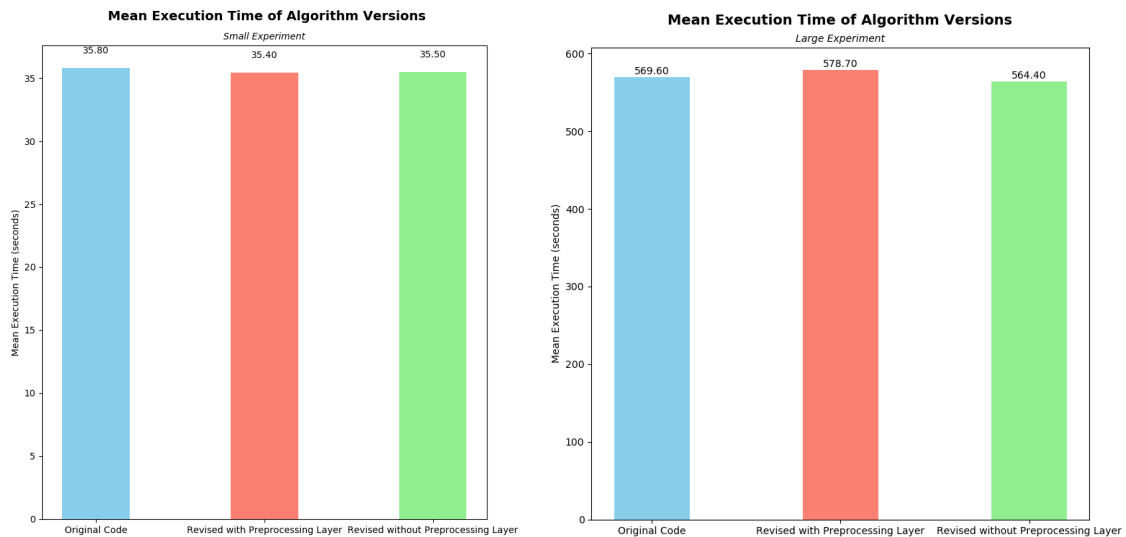 Mean Execution Time of Algorithm Versions
Small Experiment
35.80
35.40
35.50
35
30
25
20
15
10
5
0
Mean Execution Time (seconds)
Original Code
Revised with Preprocessing Layer
Revised without Preprocessing Layer
Mean Execution Time of Algorithm Versions
Large Experiment
569.60
578.70
564.40
600
500
400
300
200
100
0
Mean Execution Time (seconds)
Original Code
Revised with Preprocessing Layer
Revised without Preprocessing Layer